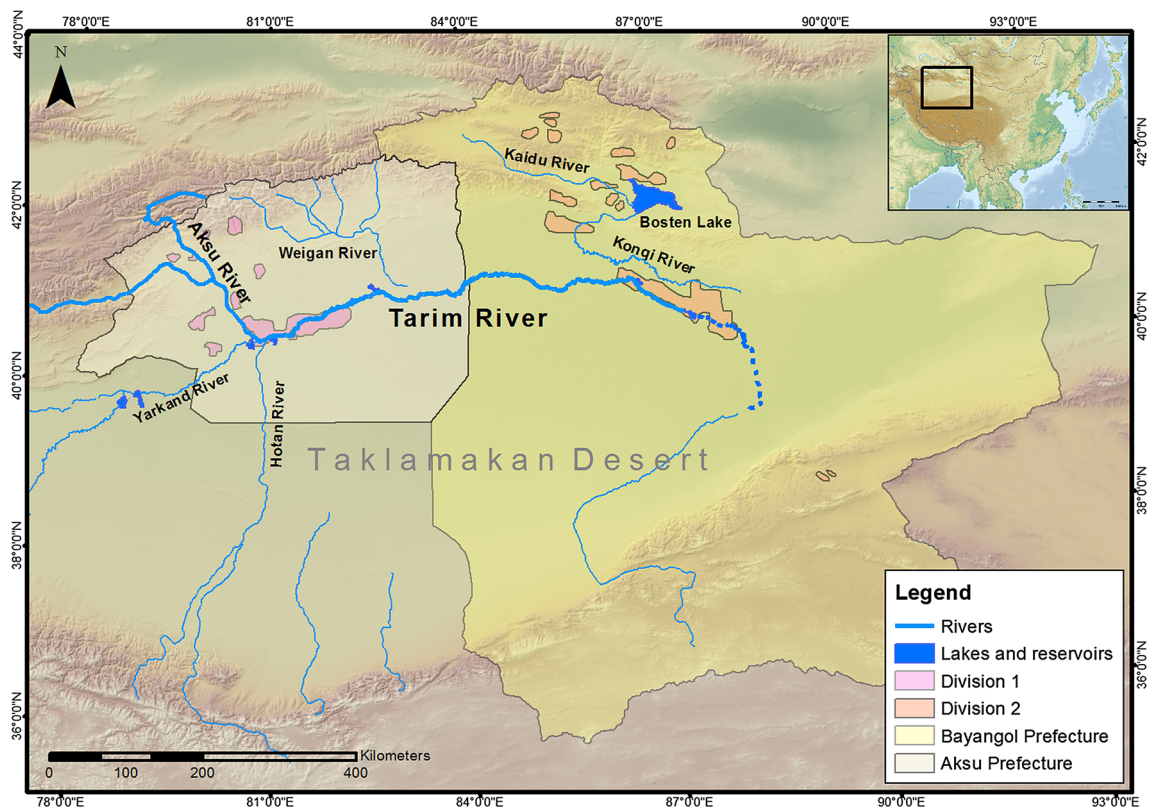 78°0'0"E
81°0'0"E
84°0'0"E
87°0'0"E
90°0'0"E
93°0'0"E
44°0'0"N
42°0'0"N
40°0'0"N
38°0'0"N
36°0'0"N
42°0'0"N
40°0'0"N
38°0'0"N
36°0'0"N
N
Kaidu River
Bosten Lake
Aksu River
Weigan River
Konqi River
Tarim River
Yarkand River
Hotan River
Taklamakan Desert
Legend
Rivers
Lakes and reservoirs
Division 1
Division 2
Bayangol Prefecture
Aksu Prefecture
Kilometers
0 100 200 400
78°0'0"E
81°0'0"E
84°0'0"E
87°0'0"E
90°0'0"E
93°0'0"E